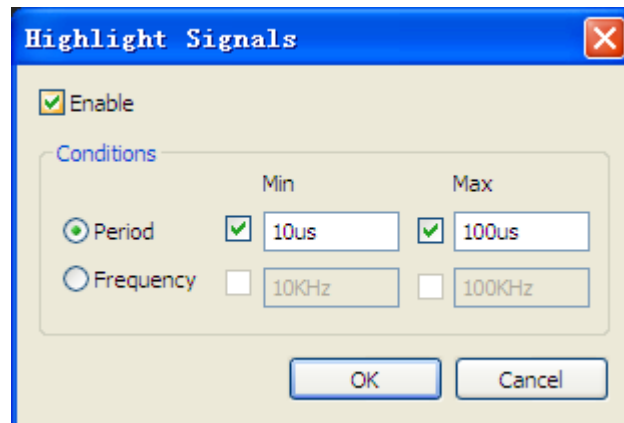 Highlight Signals
Enable
Conditions
Min Max
Period 10us 100us
Frequency 10KHz 100KHz
OK Cancel